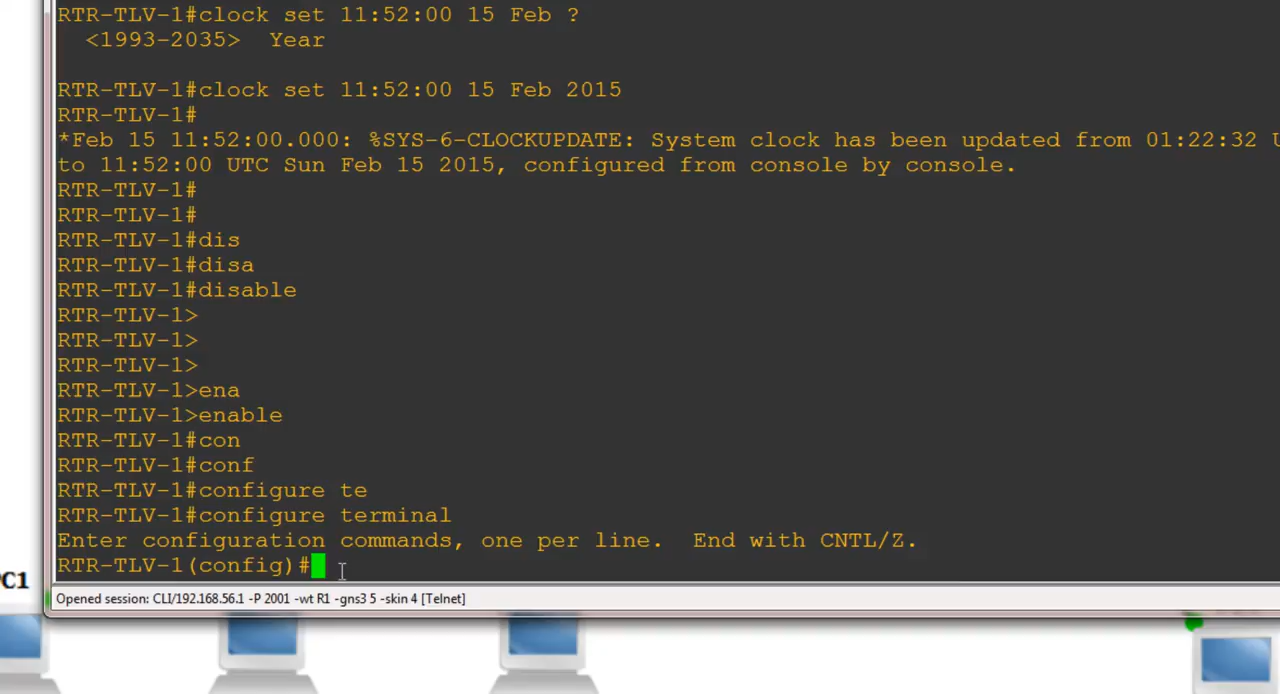 RTR-TLV-1#clock set 11:52:00 15 Feb ?
<1993-2035> Year
RTR-TLV-1#clock set 11:52:00 15 Feb 2015
RTR-TLV-1#
*Feb 15 11:52:00.000: %SYS-6-CLOCKUPDATE: System clock has been updated from 01:22:32
to 11:52:00 UTC Sun Feb 15 2015, configured from console by console.
RTR-TLV-1#
RTR-TLV-1#
RTR-TLV-1#dis
RTR-TLV-1#disa
RTR-TLV-1#disable
RTR-TLV-1>
RTR-TLV-1>
RTR-TLV-1>
RTR-TLV-1>ena
RTR-TLV-1>enable
RTR-TLV-1#con
RTR-TLV-1#conf
RTR-TLV-1#configure te
RTR-TLV-1#configure terminal
Enter configuration commands, one per line. End with CNTL/Z.
RTR-TLV-1(config)#
PC1
Opened session: CLI/192.168.56.1 -P 2001 -wt R1 -gns3 5 -skin 4 [Telnet]